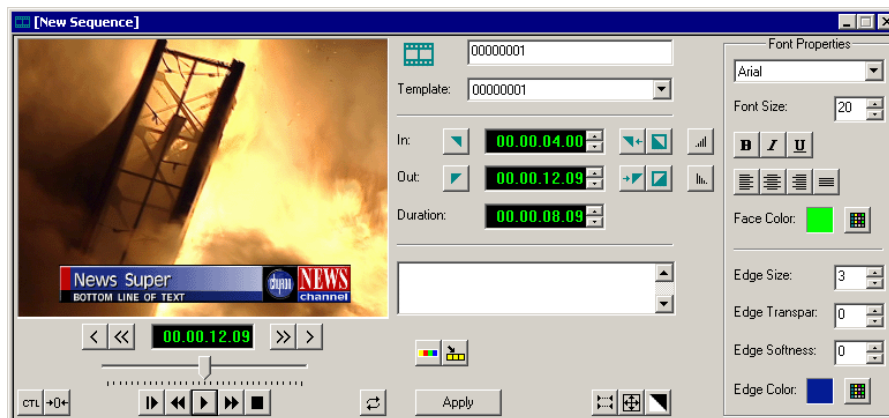 [New Sequence]
00000001
Template: 00000001
In: 00.00.04.00
Out: 00.00.12.09
Duration: 00.00.08.09
News Super
BOTTOM LINE OF TEXT
chyron
NEWS
channel
< << 00.00.12.09 >> >
CTL →0←
Apply
Font Properties
Arial
Font Size: 20
B I U
Face Color:
Edge Size: 3
Edge Transpar: 0
Edge Softness: 0
Edge Color: